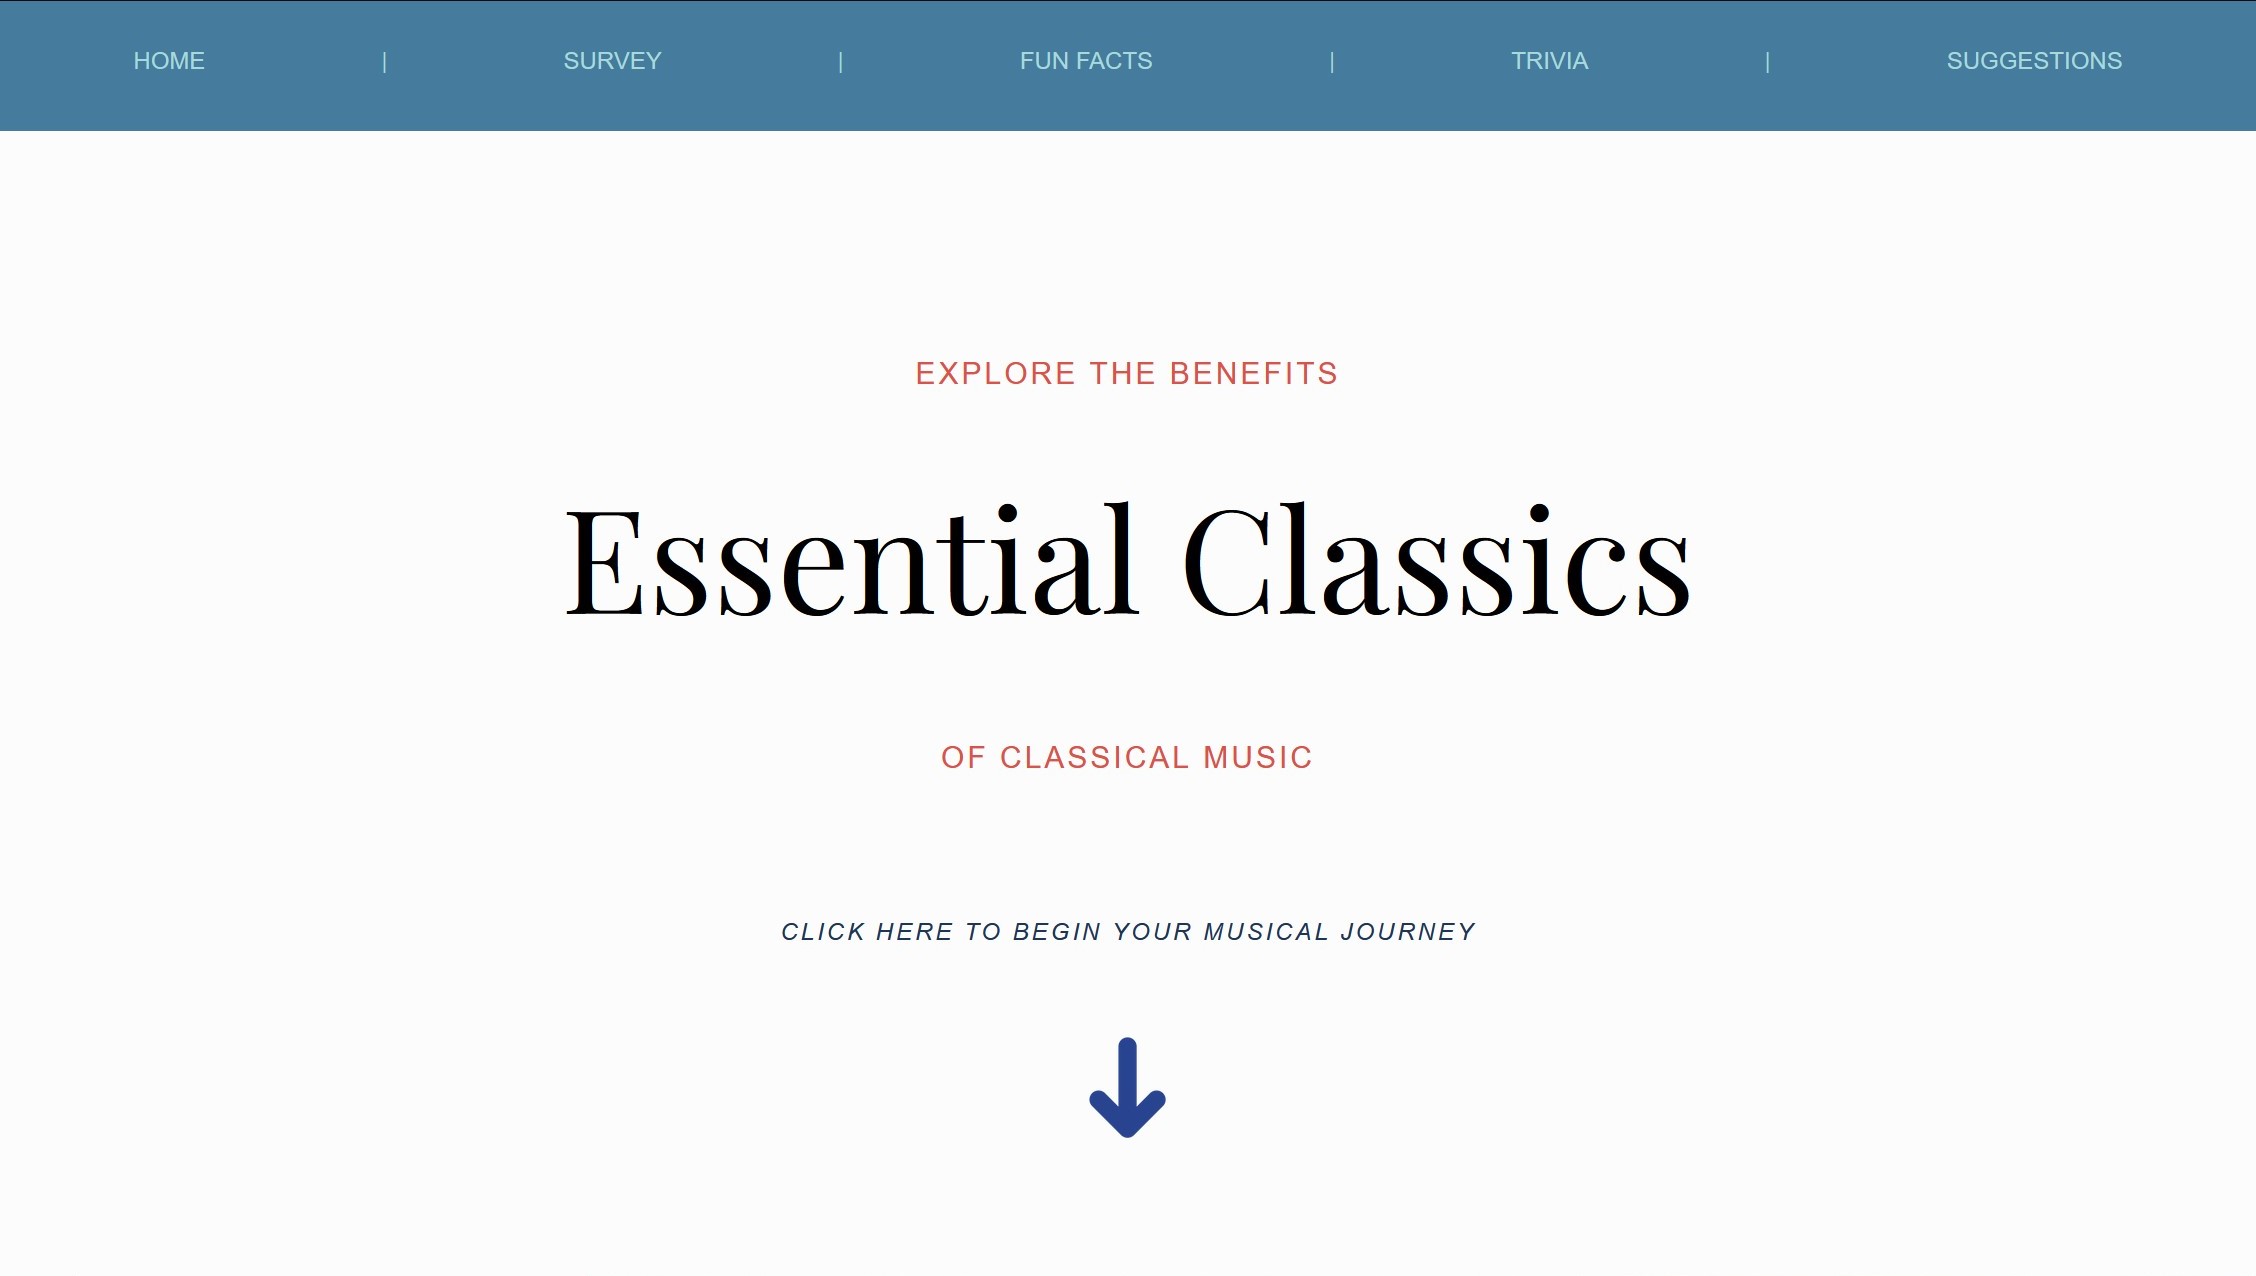 HOME | SURVEY | FUN FACTS | TRIVIA | SUGGESTIONS
EXPLORE THE BENEFITS
Essential Classics
OF CLASSICAL MUSIC
CLICK HERE TO BEGIN YOUR MUSICAL JOURNEY